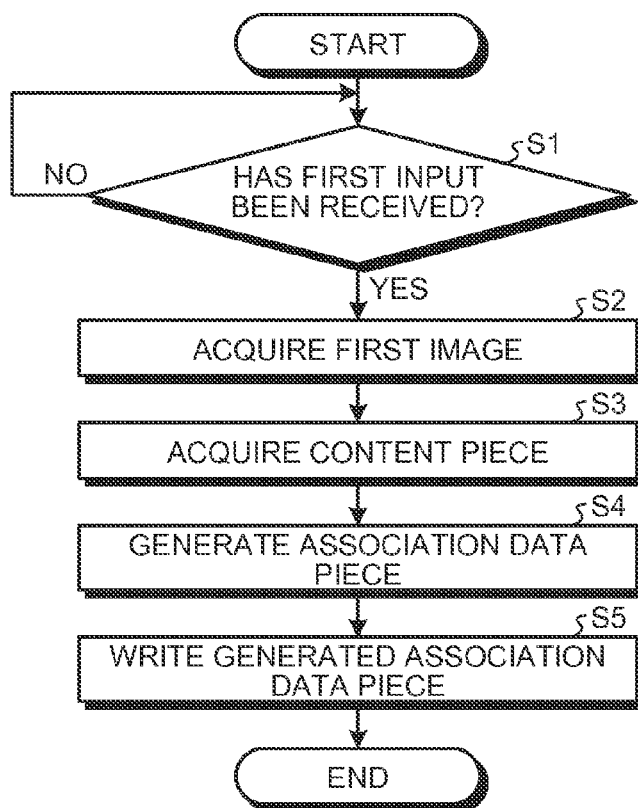 START
S1
HAS FIRST INPUT
BEEN RECEIVED?
NO
YES
S2
ACQUIRE FIRST IMAGE
S3
ACQUIRE CONTENT PIECE
S4
GENERATE ASSOCIATION DATA
PIECE
S5
WRITE GENERATED ASSOCIATION
DATA PIECE
END